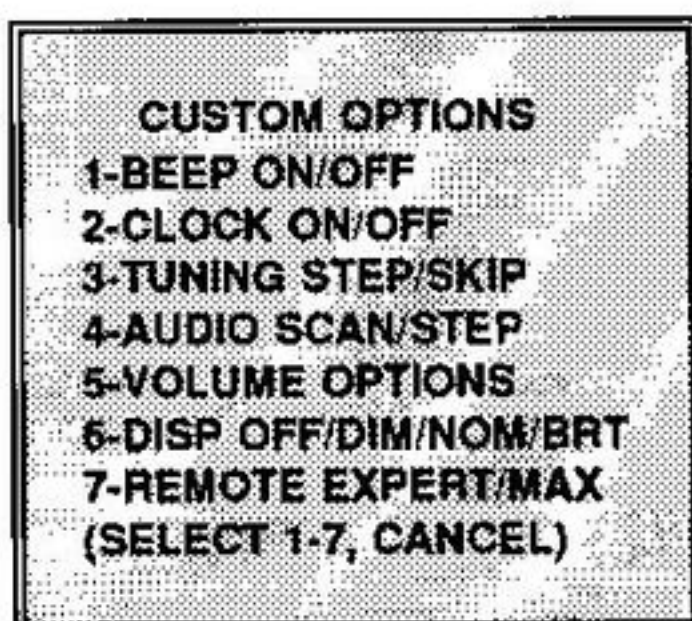 CUSTOM OPTIONS
1-BEEP ON/OFF
2-CLOCK ON/OFF
3-TUNING STEP/SKIP
4-AUDIO SCAN/STEP
5-VOLUME OPTIONS
6-DISP OFF/DIM/NOM/BRT
7-REMOTE EXPERT/MAX
(SELECT 1-7, CANCEL)